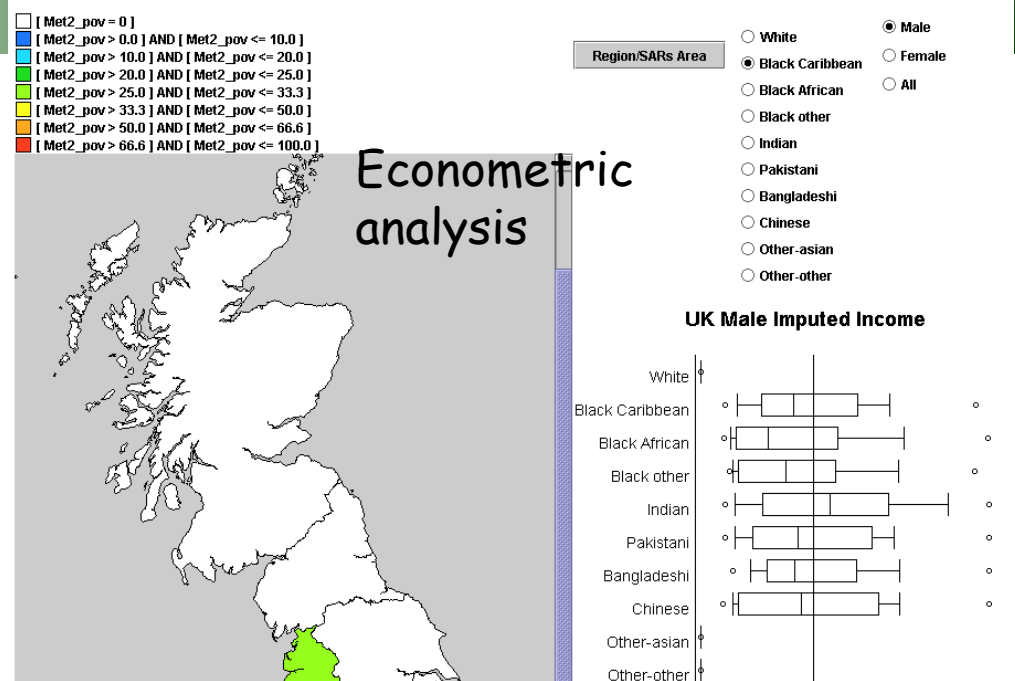 [ Met2_pov = 0 ]
[ Met2_pov > 0.0 ] AND [ Met2_pov <= 10.0 ]
[ Met2_pov > 10.0 ] AND [ Met2_pov <= 20.0 ]
[ Met2_pov > 20.0 ] AND [ Met2_pov <= 25.0 ]
[ Met2_pov > 25.0 ] AND [ Met2_pov <= 33.3 ]
[ Met2_pov > 33.3 ] AND [ Met2_pov <= 50.0 ]
[ Met2_pov > 50.0 ] AND [ Met2_pov <= 66.6 ]
[ Met2_pov > 66.6 ] AND [ Met2_pov <= 100.0 ]
Econometric
analysis
Region/SARs Area
White
Black Caribbean
Black African
Black other
Indian
Pakistani
Bangladeshi
Chinese
Other-asian
Other-other
Male
Female
All
UK Male Imputed Income
White
Black Caribbean
Black African
Black other
Indian
Pakistani
Bangladeshi
Chinese
Other-asian
Other-other